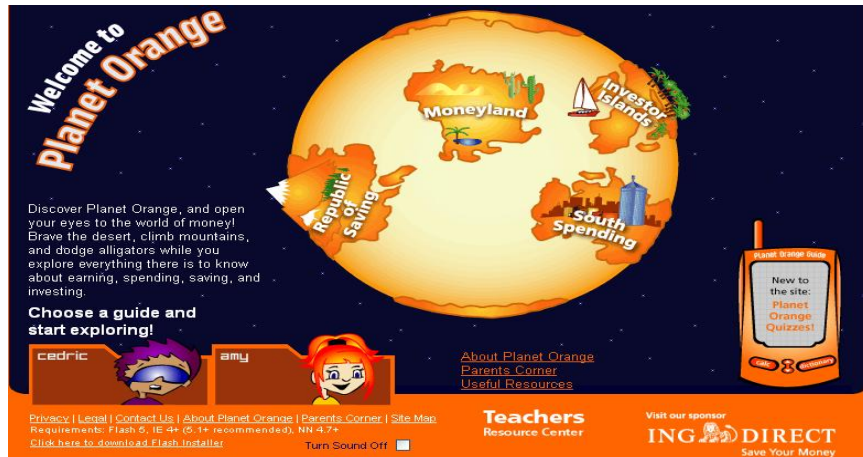 Welcome to
Planet Orange
Moneyland
Investor
Islands
Republic
of
Saving
South
Spending
Discover Planet Orange, and open
your eyes to the world of money!
Brave the desert, climb mountains,
and dodge alligators while you
explore everything there is to know
about earning, spending, saving, and
investing.
Choose a guide and
start exploring!
cedric
amy
About Planet Orange
Parents Corner
Useful Resources
Planet Orange Guide
New to
the site:
Planet
Orange
Quizzes!
calc
dictionary
Privacy | Legal | Contact Us | About Planet Orange | Parents Corner | Site Map
Requirements: Flash 5, IE 4+ (5.1+ recommended), NN 4.7+
Click here to download Flash Installer
Turn Sound Off
Teachers
Resource Center
Visit our sponsor
ING DIRECT
Save Your Money